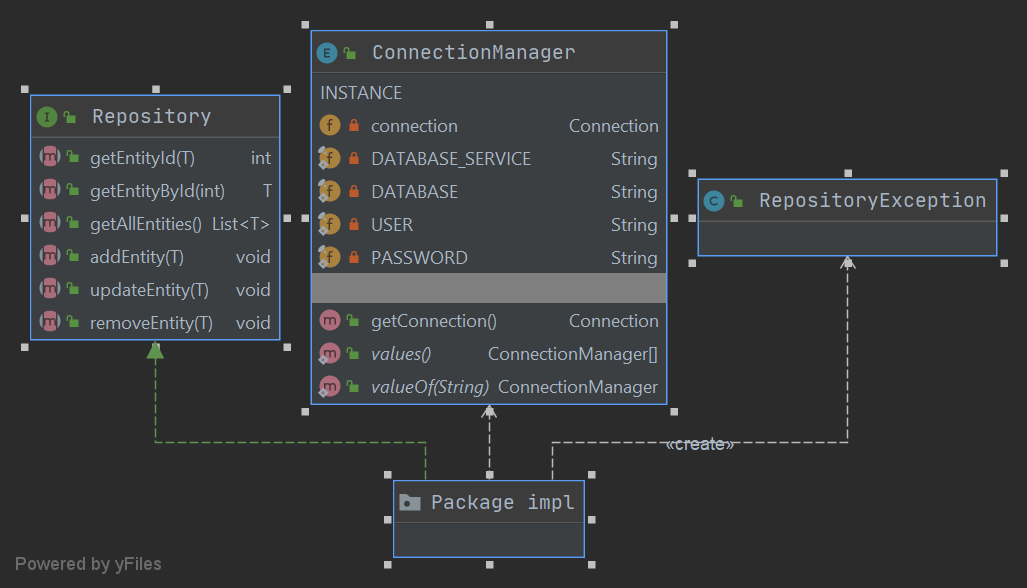 I Repository
m getEntityId(T) int
m getEntityById(int) T
m getAllEntities() List<T>
m addEntity(T) void
m updateEntity(T) void
m removeEntity(T) void
E ConnectionManager
INSTANCE
f connection Connection
f DATABASE_SERVICE String
f DATABASE String
f USER String
f PASSWORD String
m getConnection() Connection
m values() ConnectionManager[]
m valueOf(String) ConnectionManager
C RepositoryException
«create»
Package impl
Powered by yFiles